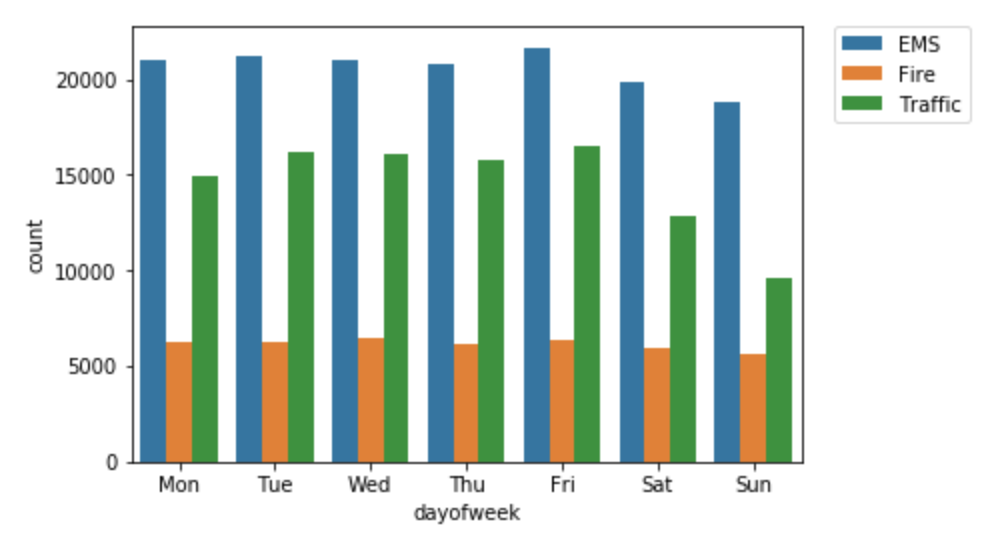 EMS
Fire
Traffic
20000
15000
10000
5000
0
count
Mon Tue Wed Thu Fri Sat Sun
dayofweek